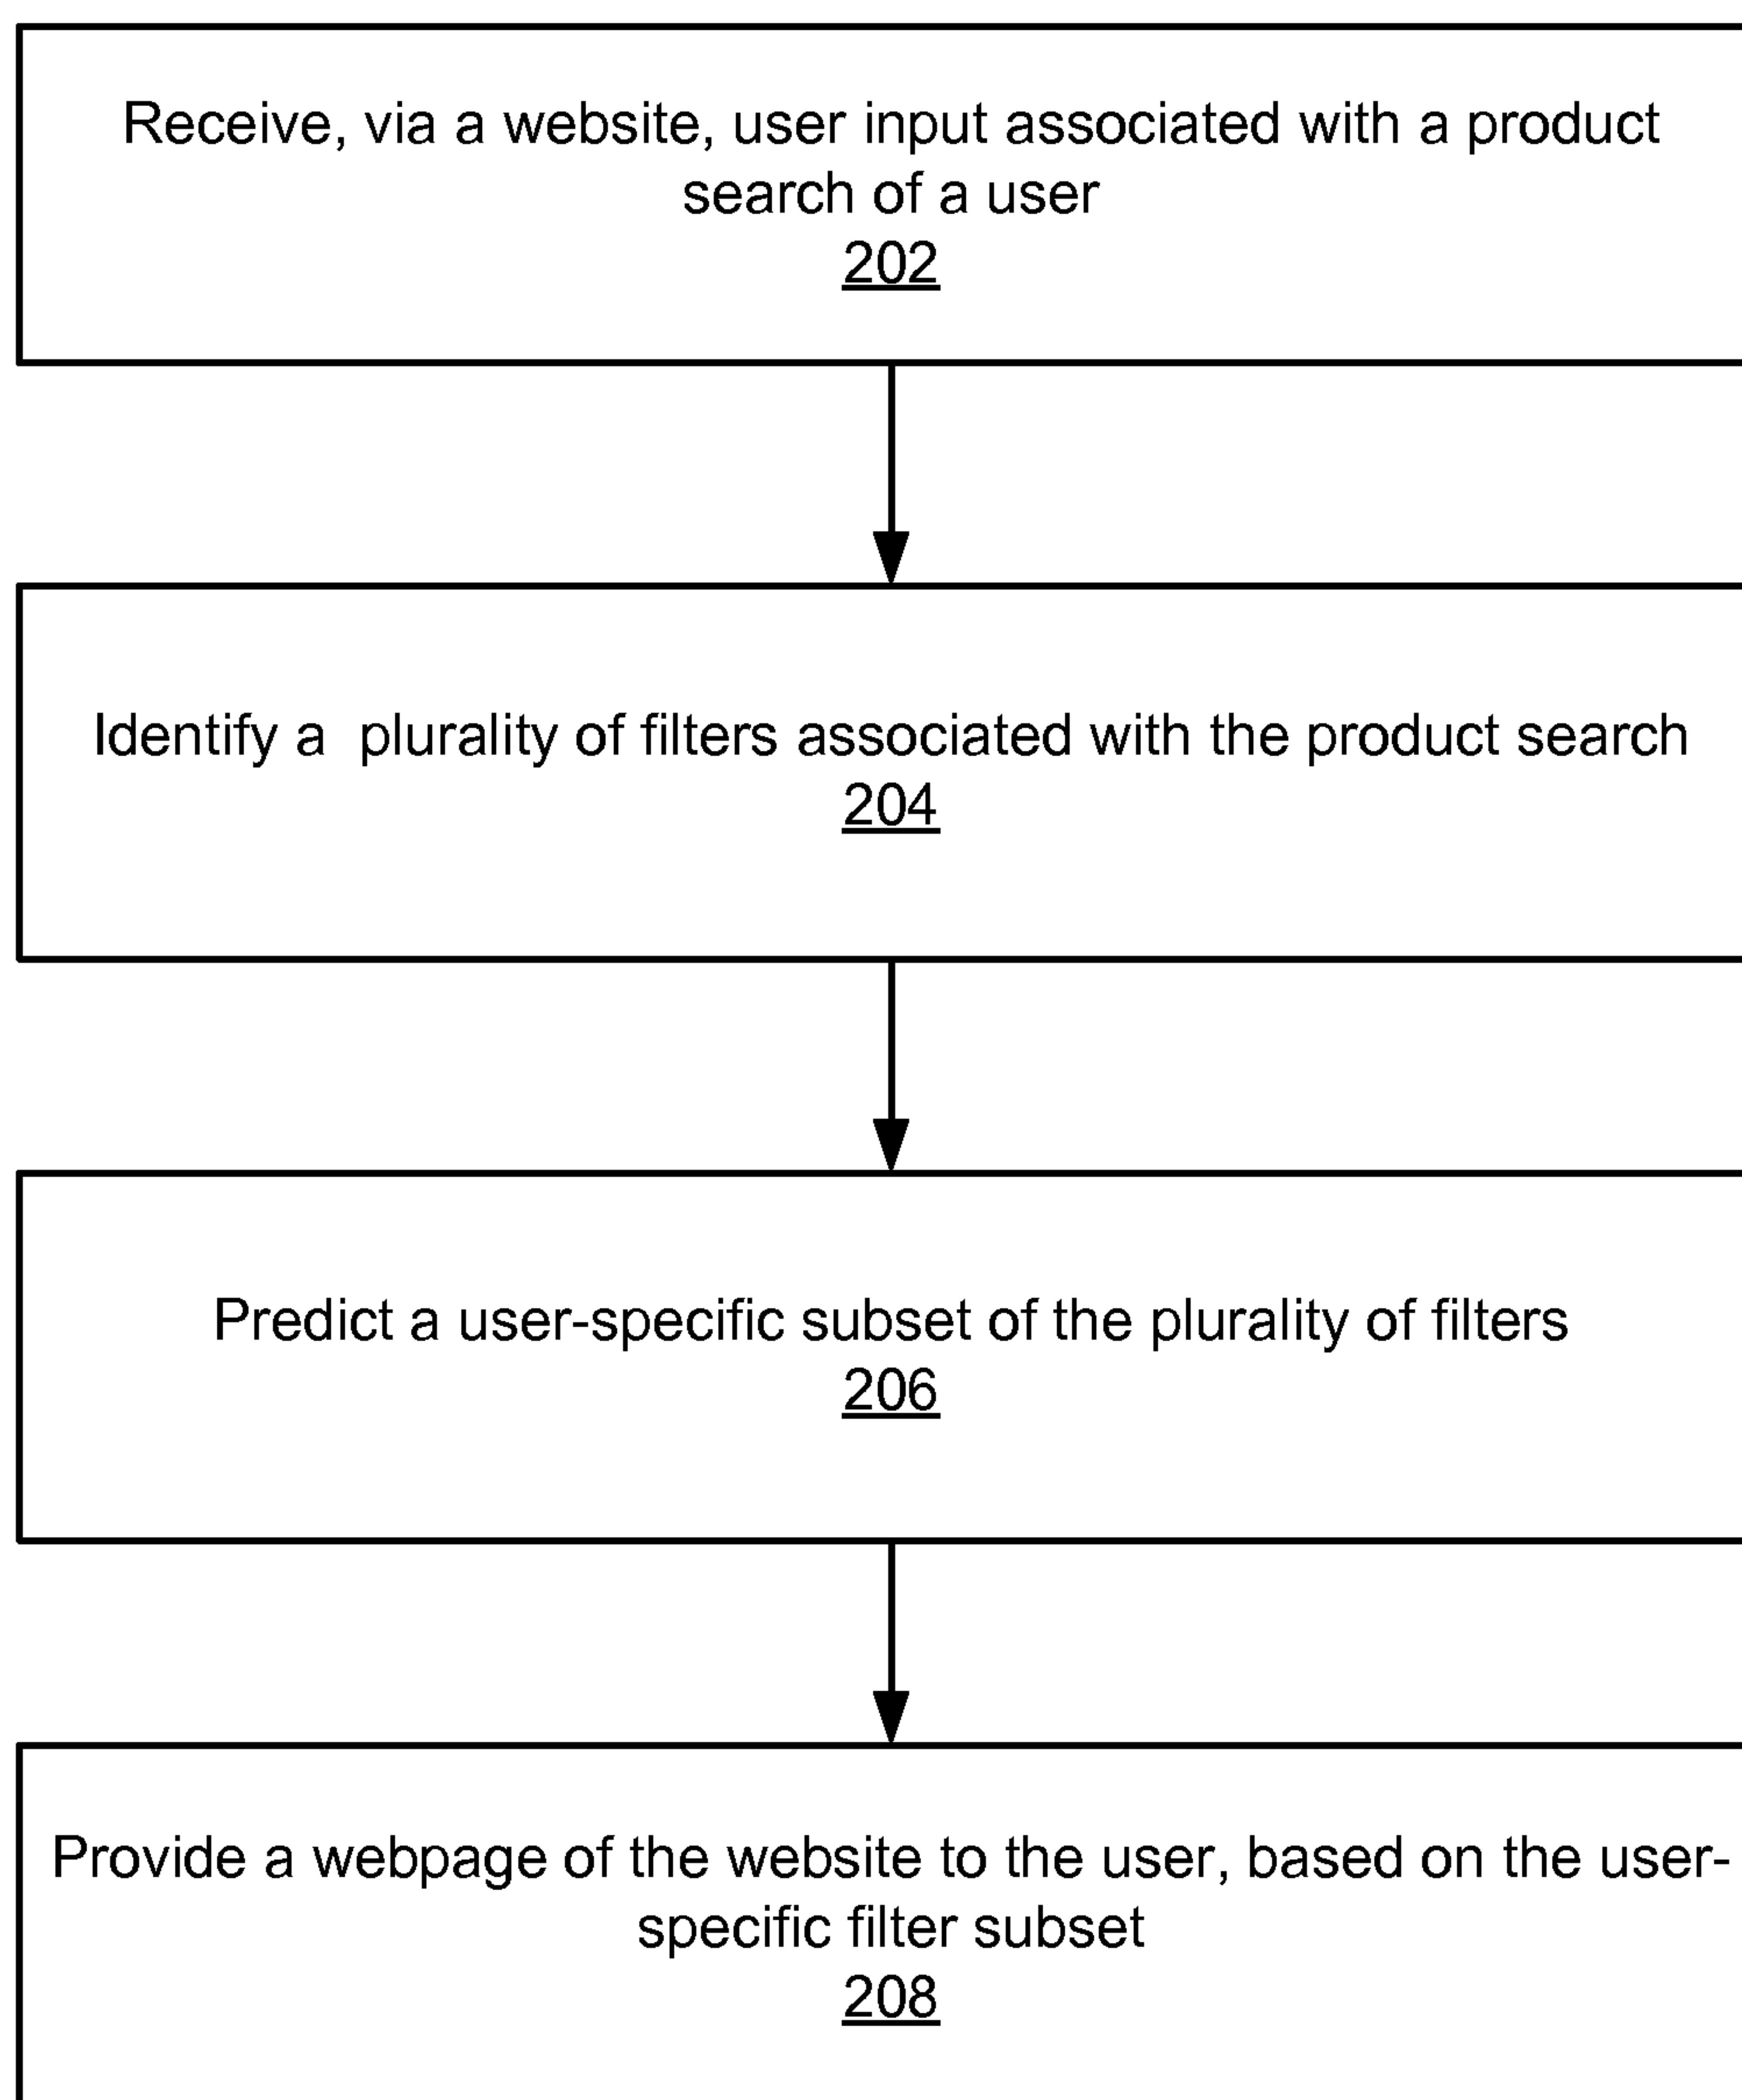 Receive, via a website, user input associated with a product
search of a user
202
Identify a  plurality of filters associated with the product search
204
Predict a user-specific subset of the plurality of filters
206
Provide a webpage of the website to the user, based on the user-
specific filter subset
208